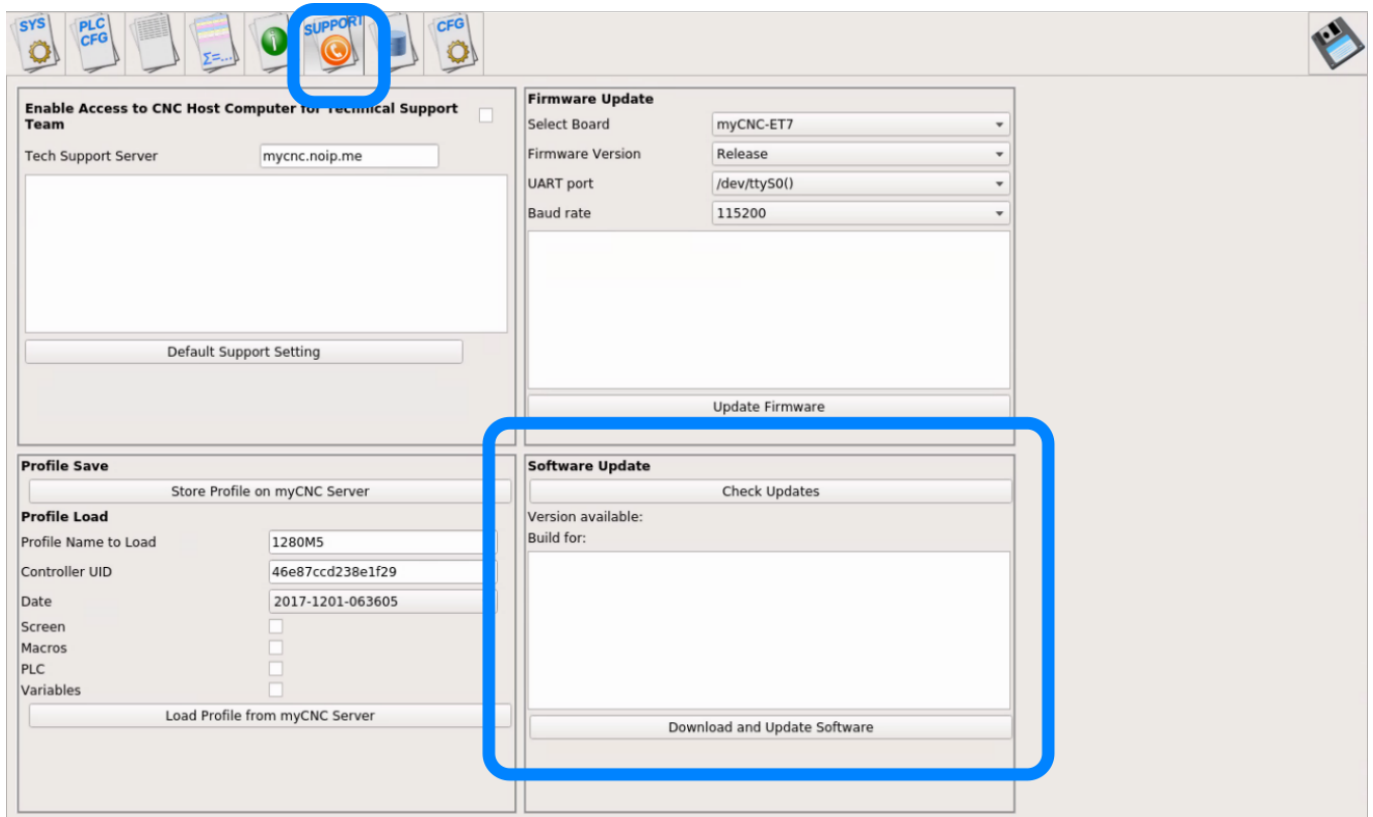 SYS
PLC
CFG
Σ=...
i
SUPPORT
CFG
Enable Access to CNC Host Computer for Technical Support
Team
Tech Support Server mycnc.noip.me
Default Support Setting
Firmware Update
Select Board myCNC-ET7
Firmware Version Release
UART port /dev/ttyS0()
Baud rate 115200
Update Firmware
Profile Save
Store Profile on myCNC Server
Profile Load
Profile Name to Load 1280M5
Controller UID 46e87ccd238e1f29
Date 2017-1201-063605
Screen
Macros
PLC
Variables
Load Profile from myCNC Server
Software Update
Check Updates
Version available:
Build for:
Download and Update Software